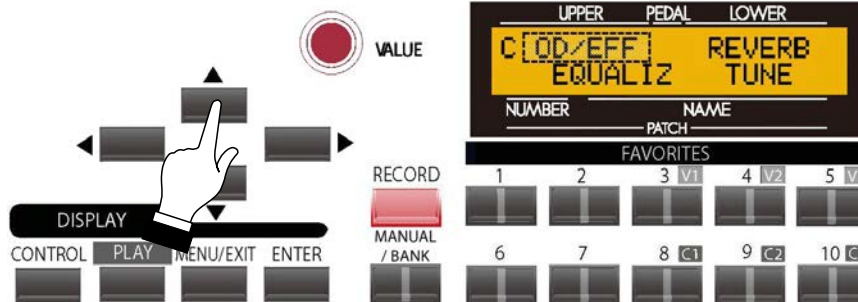 VALUE
UPPER PEDAL LOWER
C OD/EFF REVERB
EQUALIZ TUNE
NUMBER NAME
PATCH
FAVORITES
RECORD
1 2 3 V1 4 V2 5 V
DISPLAY
MANUAL
/ BANK
CONTROL PLAY MENU/EXIT ENTER
6 7 8 C1 9 C2 10 C